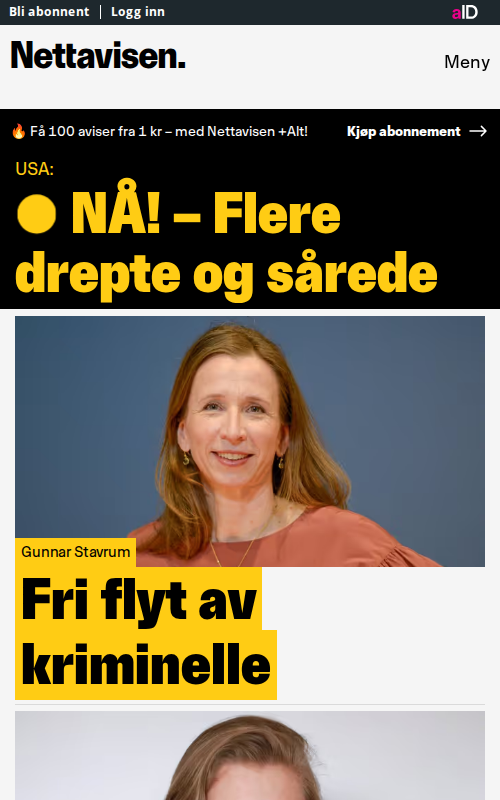 Bli abonnent
Logg inn
aID
Nettavisen.
Meny
🔥 Få 100 aviser fra 1 kr – med Nettavisen +Alt!
Kjøp abonnement →
USA:
NÅ! – Flere
drepte og sårede
Gunnar Stavrum
Fri flyt av
kriminelle